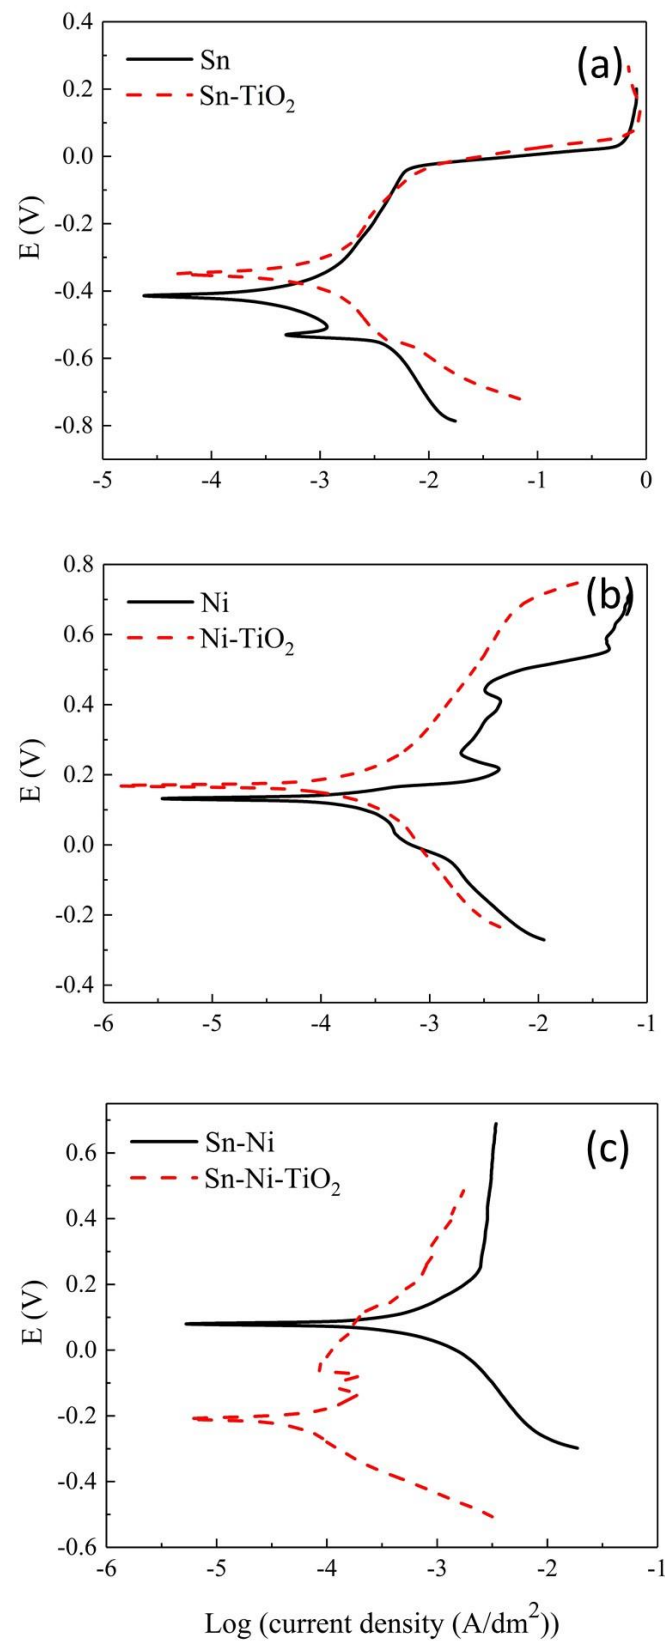 (a)
Sn
Sn-TiO2
E (V)
0.4
0.2
0.0
-0.2
-0.4
-0.6
-0.8
-5 -4 -3 -2 -1 0
(b)
Ni
Ni-TiO2
E (V)
0.8
0.6
0.4
0.2
0.0
-0.2
-0.4
-6 -5 -4 -3 -2 -1
(c)
Sn-Ni
Sn-Ni-TiO2
E (V)
0.6
0.4
0.2
0.0
-0.2
-0.4
-0.6
-6 -5 -4 -3 -2 -1
Log (current density (A/dm2))